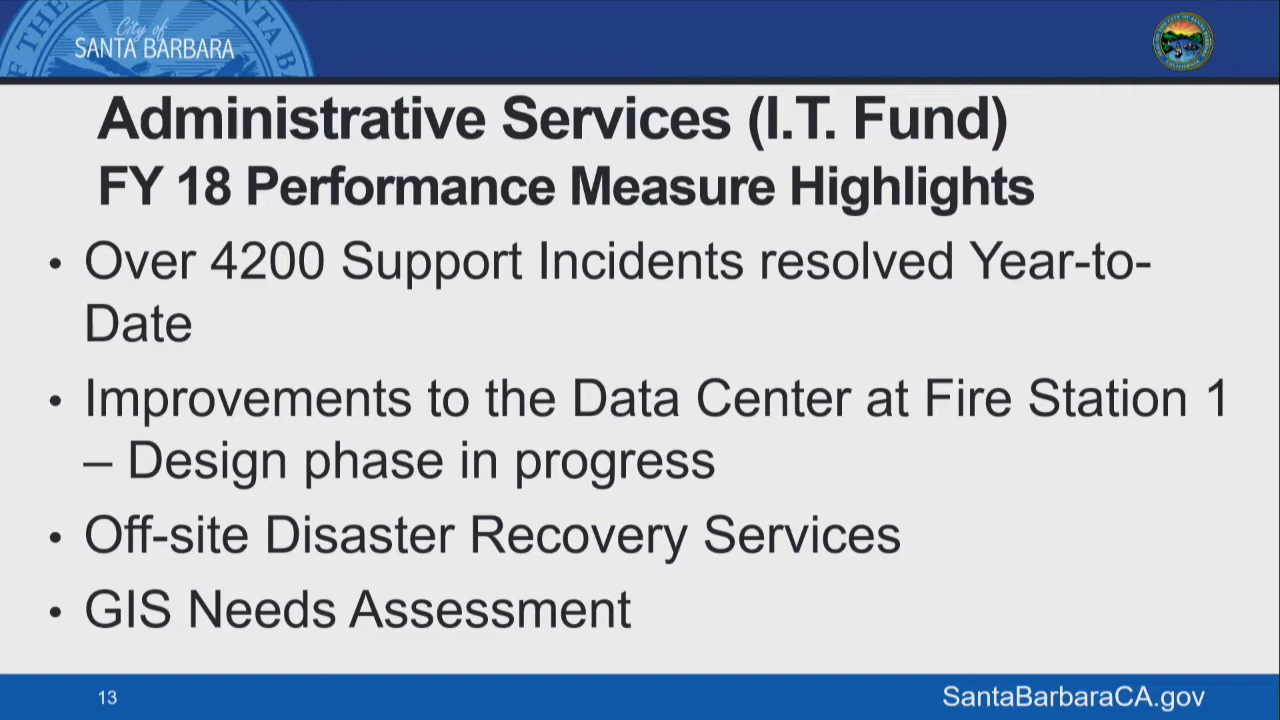 City of
SANTA BARBARA
Administrative Services (I.T. Fund)
FY 18 Performance Measure Highlights
• Over 4200 Support Incidents resolved Year-to-
Date
• Improvements to the Data Center at Fire Station 1
– Design phase in progress
• Off-site Disaster Recovery Services
• GIS Needs Assessment
13
SantaBarbaraCA.gov